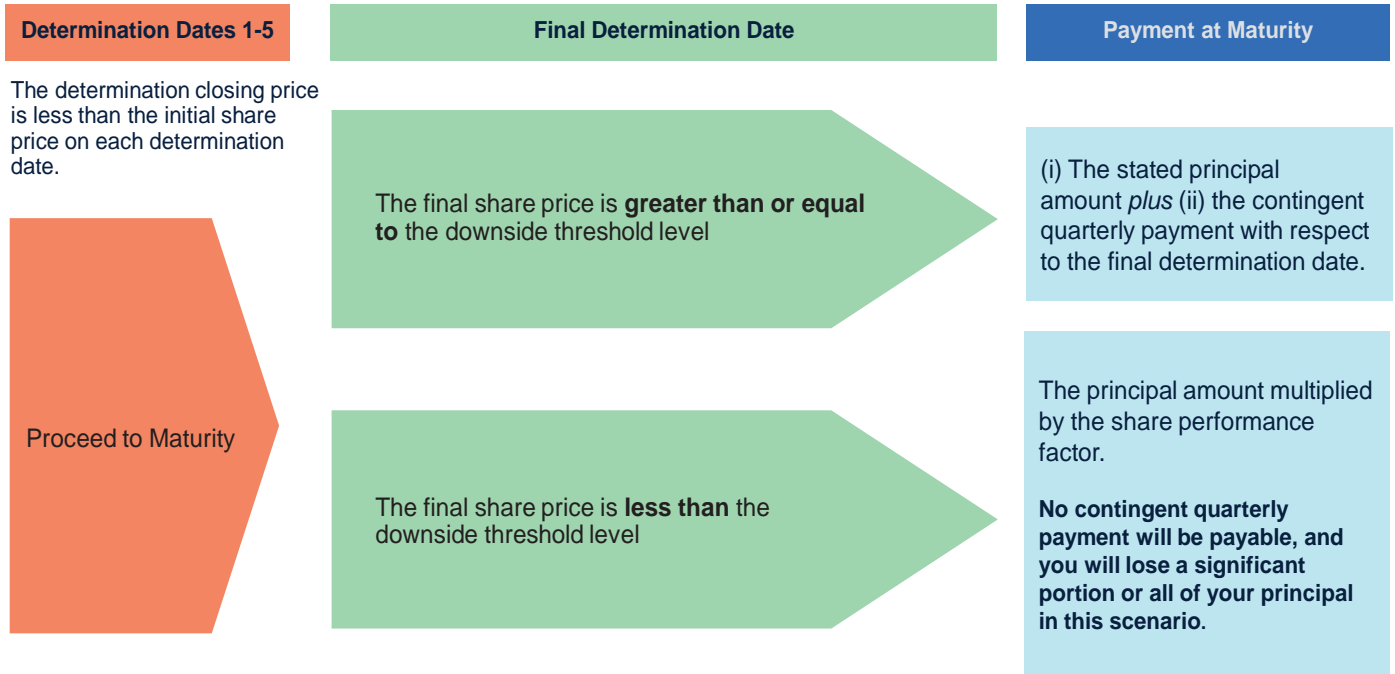 Determination Dates 1-5
Final Determination Date
Payment at Maturity
The determination closing price
is less than the initial share
price on each determination
date.
Proceed to Maturity
The final share price is greater than or equal
to the downside threshold level
(i) The stated principal
amount plus (ii) the contingent
quarterly payment with respect
to the final determination date.
The final share price is less than the
downside threshold level
The principal amount multiplied
by the share performance
factor.
No contingent quarterly
payment will be payable, and
you will lose a significant
portion or all of your principal
in this scenario.